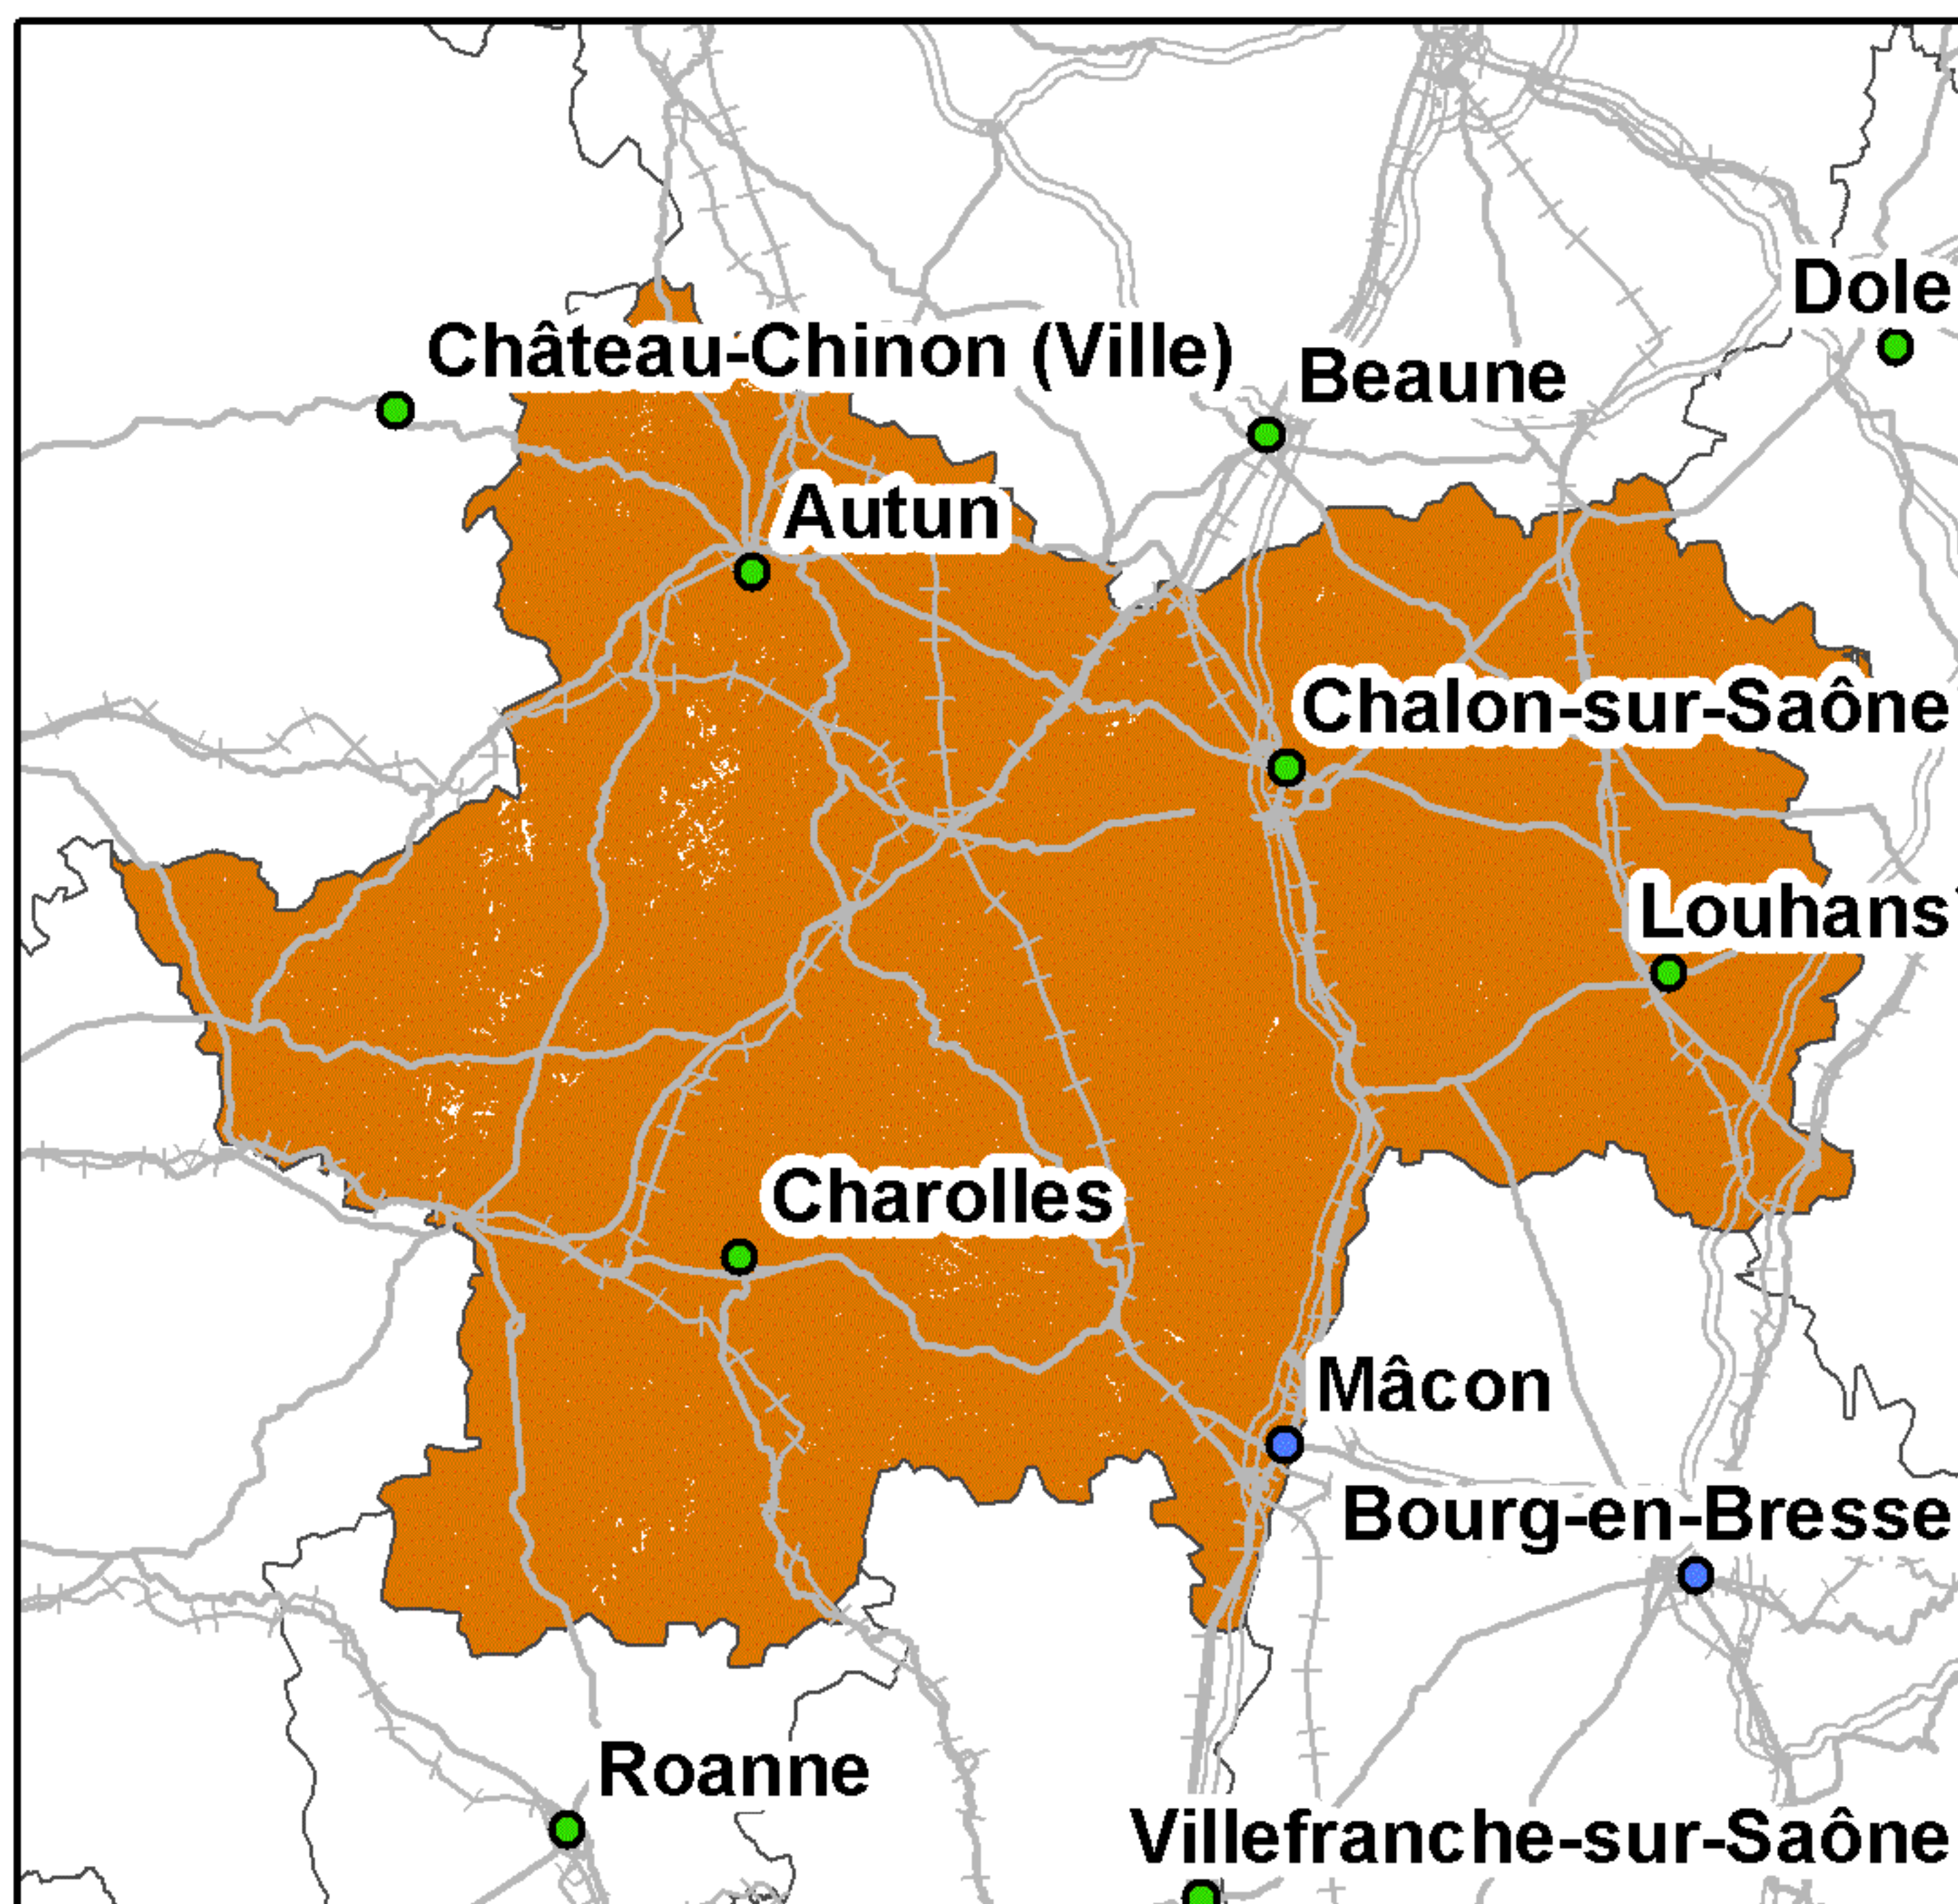 Dole
Château-Chinon (Ville)
Beaune
Autun
Chalon-sur-Saône
Louhans
Charolles
Mâcon
Bourg-en-Bresse
Roanne
Villefranche-sur-Saône